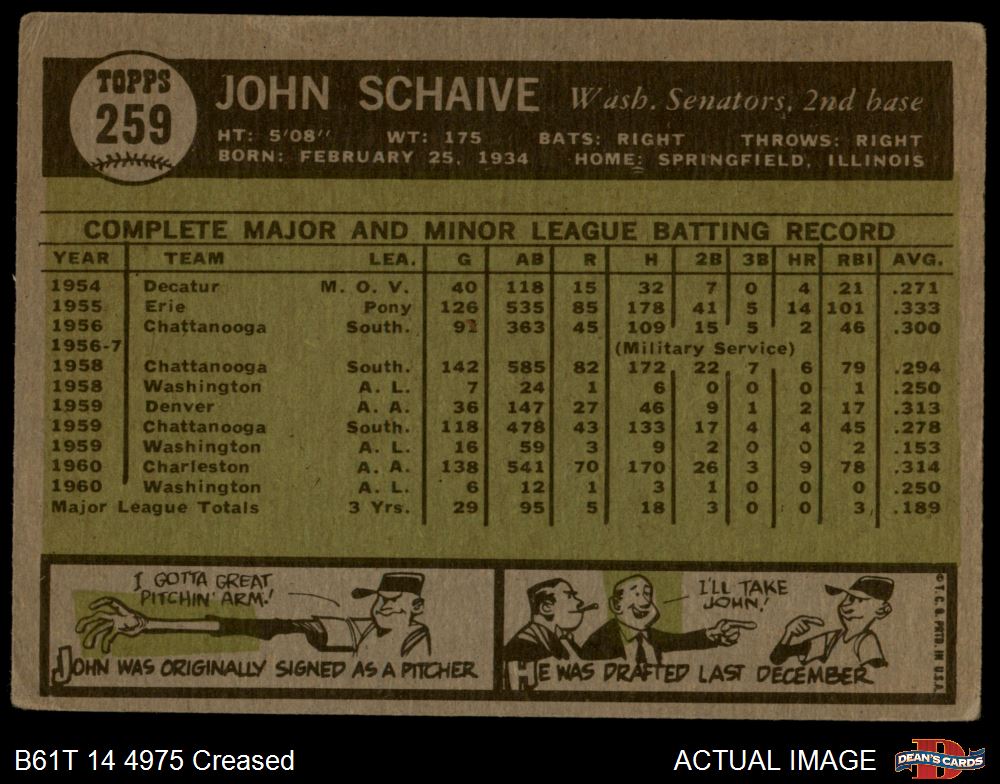 TOPPS
259
JOHN SCHAIVE Wash. Senators, 2nd base
HT: 5'08" WT: 175 BATS: RIGHT THROWS: RIGHT
BORN: FEBRUARY 25, 1934 HOME: SPRINGFIELD, ILLINOIS
COMPLETE MAJOR AND MINOR LEAGUE BATTING RECORD
YEAR TEAM LEA. G AB R H 2B 3B HR RBI AVG.
1954 Decatur M. O. V. 40 118 15 32 7 0 4 21 .271
1955 Erie Pony 126 535 85 178 41 5 14 101 .333
1956 Chattanooga South. 92 363 45 109 15 5 2 46 .300
1956-7 (Military Service)
1958 Chattanooga South. 142 585 82 172 22 7 6 79 .294
1958 Washington A. L. 7 24 1 6 0 0 0 1 .250
1959 Denver A. A. 36 147 27 46 9 1 2 17 .313
1959 Chattanooga South. 118 478 43 133 17 4 4 45 .278
1959 Washington A. L. 16 59 3 9 2 0 0 2 .153
1960 Charleston A. A. 138 541 70 170 26 3 9 78 .314
1960 Washington A. L. 6 12 1 3 1 0 0 0 .250
Major League Totals 3 Yrs. 29 95 5 18 3 0 0 3 .189
I GOTTA GREAT
PITCHIN' ARM!
JOHN WAS ORIGINALLY SIGNED AS A PITCHER
I'LL TAKE
JOHN!
HE WAS DRAFTED LAST DECEMBER
© T.C.G. PRTD. IN U.S.A.
B61T 14 4975 Creased
ACTUAL IMAGE
DEAN'S CARDS